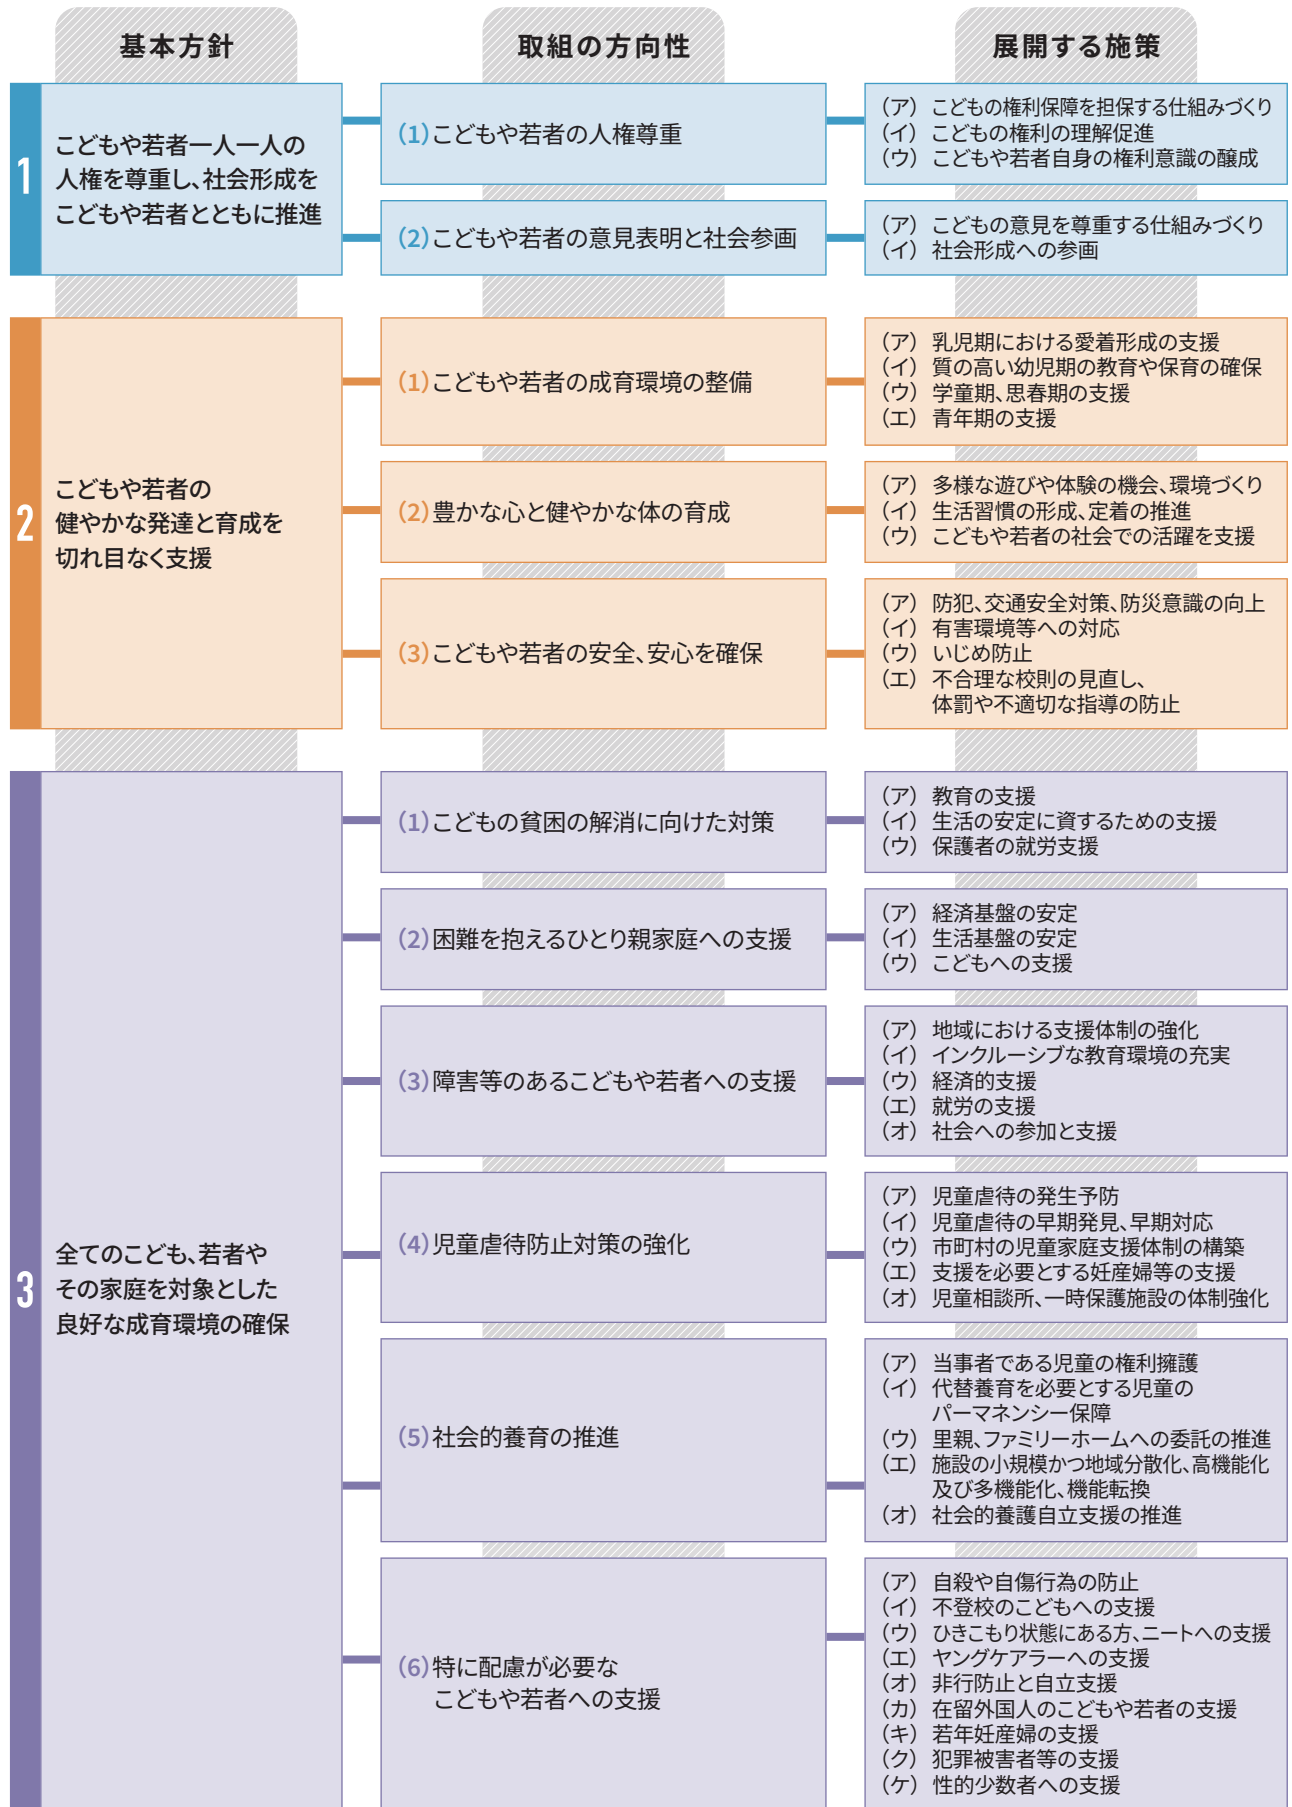 基本方針
取組の方向性
展開する施策
1
こどもや若者一人一人の
人権を尊重し、社会形成を
こどもや若者とともに推進
(1)こどもや若者の人権尊重
(ア) こどもの権利保障を担保する仕組みづくり
(イ) こどもの権利の理解促進
(ウ) こどもや若者自身の権利意識の醸成
(2)こどもや若者の意見表明と社会参画
(ア) こどもの意見を尊重する仕組みづくり
(イ) 社会形成への参画
2
こどもや若者の
健やかな発達と育成を
切れ目なく支援
(1)こどもや若者の成育環境の整備
(ア) 乳児期における愛着形成の支援
(イ) 質の高い幼児期の教育や保育の確保
(ウ) 学童期、思春期の支援
(エ) 青年期の支援
(2)豊かな心と健やかな体の育成
(ア) 多様な遊びや体験の機会、環境づくり
(イ) 生活習慣の形成、定着の推進
(ウ) こどもや若者の社会での活躍を支援
(3)こどもや若者の安全、安心を確保
(ア) 防犯、交通安全対策、防災意識の向上
(イ) 有害環境等への対応
(ウ) いじめ防止
(エ) 不合理な校則の見直し、
体罰や不適切な指導の防止
3
全てのこども、若者や
その家庭を対象とした
良好な成育環境の確保
(1)こどもの貧困の解消に向けた対策
(ア) 教育の支援
(イ) 生活の安定に資するための支援
(ウ) 保護者の就労支援
(2)困難を抱えるひとり親家庭への支援
(ア) 経済基盤の安定
(イ) 生活基盤の安定
(ウ) こどもへの支援
(3)障害等のあるこどもや若者への支援
(ア) 地域における支援体制の強化
(イ) インクルーシブな教育環境の充実
(ウ) 経済的支援
(エ) 就労の支援
(オ) 社会への参加と支援
(4)児童虐待防止対策の強化
(ア) 児童虐待の発生予防
(イ) 児童虐待の早期発見、早期対応
(ウ) 市町村の児童家庭支援体制の構築
(エ) 支援を必要とする妊産婦等の支援
(オ) 児童相談所、一時保護施設の体制強化
(5)社会的養育の推進
(ア) 当事者である児童の権利擁護
(イ) 代替養育を必要とする児童の
パーマネンシー保障
(ウ) 里親、ファミリーホームへの委託の推進
(エ) 施設の小規模かつ地域分散化、高機能化
及び多機能化、機能転換
(オ) 社会的養護自立支援の推進
(6)特に配慮が必要な
こどもや若者への支援
(ア) 自殺や自傷行為の防止
(イ) 不登校のこどもへの支援
(ウ) ひきこもり状態にある方、ニートへの支援
(エ) ヤングケアラーへの支援
(オ) 非行防止と自立支援
(カ) 在留外国人のこどもや若者の支援
(キ) 若年妊産婦の支援
(ク) 犯罪被害者等の支援
(ケ) 性的少数者への支援